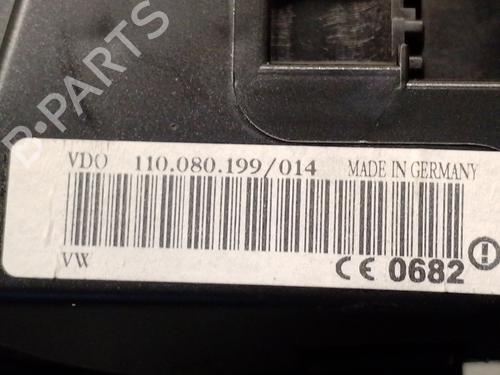 B-PARTS
VDO 110.080.199/014 MADE IN GERMANY
VW CE 0682